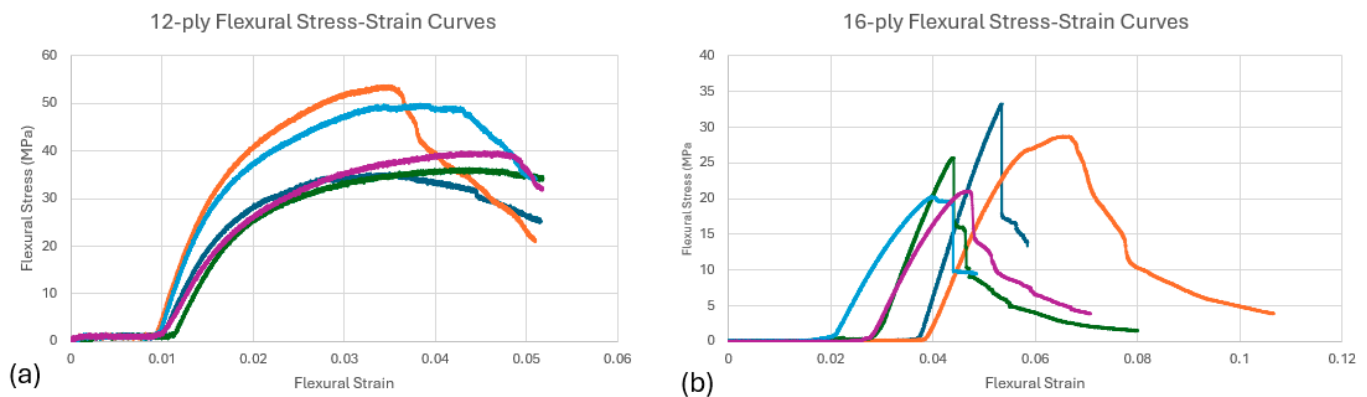 12-ply Flexural Stress-Strain Curves
60
50
40
30
20
10
0
Flexural Stress (MPa)
0 0.01 0.02 0.03 0.04 0.05 0.06
Flexural Strain
(a)
16-ply Flexural Stress-Strain Curves
40
35
30
25
20
15
10
5
0
Flexural Stress (MPa
0 0.02 0.04 0.06 0.08 0.1 0.12
Flexural Strain
(b)